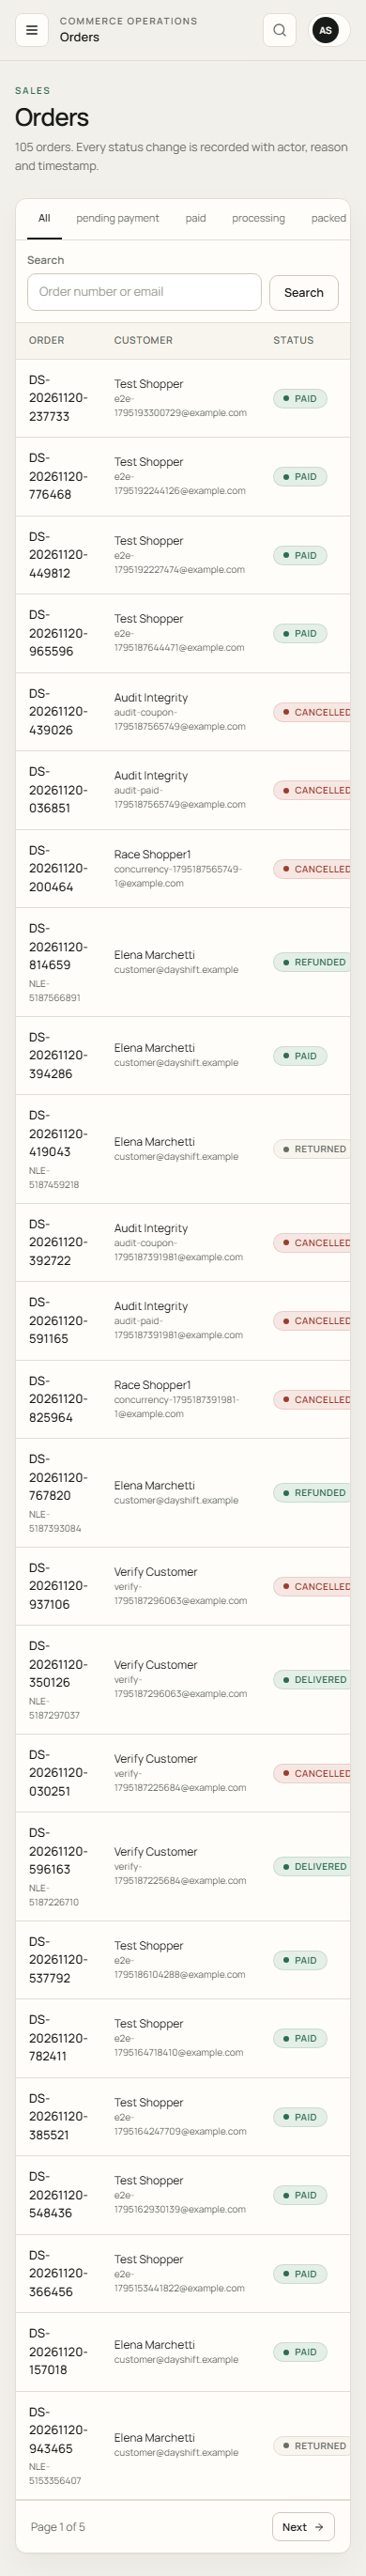 COMMERCE OPERATIONS
Orders
AS
SALES
Orders
105 orders. Every status change is recorded with actor, reason
and timestamp.
All pending payment paid processing packed
Search
Order number or email
Search
ORDER CUSTOMER STATUS
DS-
20261120-
237733
Test Shopper
e2e-
1795193300729@example.com
PAID
DS-
20261120-
776468
Test Shopper
e2e-
1795192244126@example.com
PAID
DS-
20261120-
449812
Test Shopper
e2e-
1795192227474@example.com
PAID
DS-
20261120-
965596
Test Shopper
e2e-
1795187644471@example.com
PAID
DS-
20261120-
439026
Audit Integrity
audit-coupon-
1795187565749@example.com
CANCELLED
DS-
20261120-
036851
Audit Integrity
audit-paid-
1795187565749@example.com
CANCELLED
DS-
20261120-
200464
Race Shopper1
concurrency-1795187565749-
1@example.com
CANCELLED
DS-
20261120-
814659
NLE-
5187566891
Elena Marchetti
customer@dayshift.example
REFUNDED
DS-
20261120-
394286
Elena Marchetti
customer@dayshift.example
PAID
DS-
20261120-
419043
NLE-
5187459218
Elena Marchetti
customer@dayshift.example
RETURNED
DS-
20261120-
392722
Audit Integrity
audit-coupon-
1795187391981@example.com
CANCELLED
DS-
20261120-
591165
Audit Integrity
audit-paid-
1795187391981@example.com
CANCELLED
DS-
20261120-
825964
Race Shopper1
concurrency-1795187391981-
1@example.com
CANCELLED
DS-
20261120-
767820
NLE-
5187393084
Elena Marchetti
customer@dayshift.example
REFUNDED
DS-
20261120-
937106
Verify Customer
verify-
1795187296063@example.com
CANCELLED
DS-
20261120-
350126
NLE-
5187297037
Verify Customer
verify-
1795187296063@example.com
DELIVERED
DS-
20261120-
030251
Verify Customer
verify-
1795187225684@example.com
CANCELLED
DS-
20261120-
596163
NLE-
5187226710
Verify Customer
verify-
1795187225684@example.com
DELIVERED
DS-
20261120-
537792
Test Shopper
e2e-
1795186104288@example.com
PAID
DS-
20261120-
782411
Test Shopper
e2e-
1795164718410@example.com
PAID
DS-
20261120-
385521
Test Shopper
e2e-
1795164247709@example.com
PAID
DS-
20261120-
548436
Test Shopper
e2e-
1795162930139@example.com
PAID
DS-
20261120-
366456
Test Shopper
e2e-
1795153441822@example.com
PAID
DS-
20261120-
157018
Elena Marchetti
customer@dayshift.example
PAID
DS-
20261120-
943465
NLE-
5153356407
Elena Marchetti
customer@dayshift.example
RETURNED
Page 1 of 5
Next